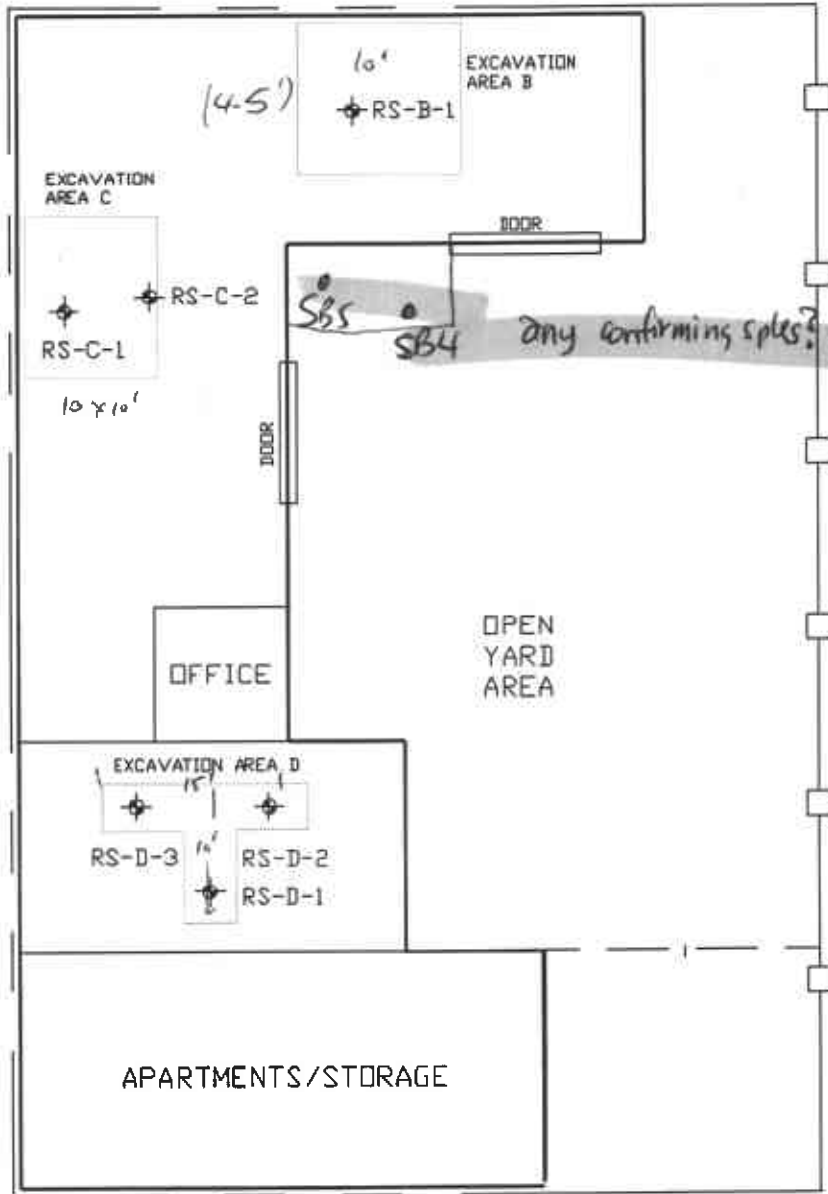 10'
EXCAVATION
AREA B
(4-5')
RS-B-1
EXCAVATION
AREA C
DOOR
RS-C-2
SB5
RS-C-1
SB4
any confirming sples?
10 x 10'
DOOR
OPEN
YARD
AREA
OFFICE
EXCAVATION AREA D
15'
RS-D-3
10'
RS-D-2
RS-D-1
APARTMENTS/STORAGE